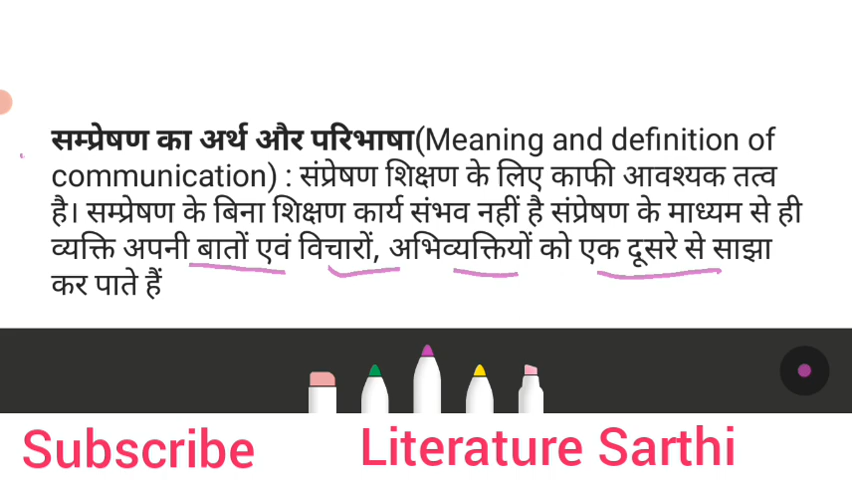 सम्प्रेषण का अर्थ और परिभाषा(Meaning and definition of
communication) : संप्रेषण शिक्षण के लिए काफी आवश्यक तत्व
है। सम्प्रेषण के बिना शिक्षण कार्य संभव नहीं है संप्रेषण के माध्यम से ही
व्यक्ति अपनी बातों एवं विचारों, अभिव्यक्तियों को एक दूसरे से साझा
कर पाते हैं
Subscribe Literature Sarthi